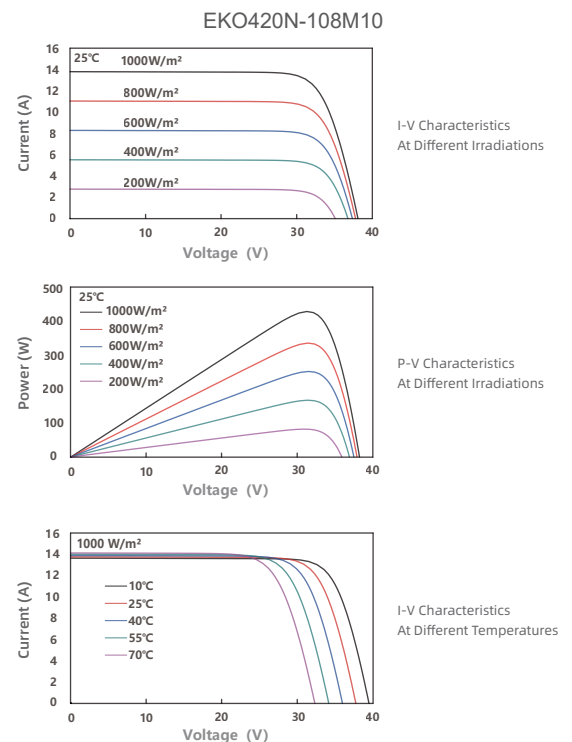 EKO420N-108M10
16
14
12
10
8
6
4
2
0
Current (A)
25℃
1000W/m²
800W/m²
600W/m²
400W/m²
200W/m²
0 10 20 30 40
Voltage (V)
I-V Characteristics
At Different Irradiations
500
400
300
200
100
0
Power (W)
25℃
1000W/m²
800W/m²
600W/m²
400W/m²
200W/m²
0 10 20 30 40
Voltage (V)
P-V Characteristics
At Different Irradiations
16
14
12
10
8
6
4
2
0
Current (A)
1000 W/m²
10℃
25℃
40℃
55℃
70℃
0 10 20 30 40
Voltage (V)
I-V Characteristics
At Different Temperatures